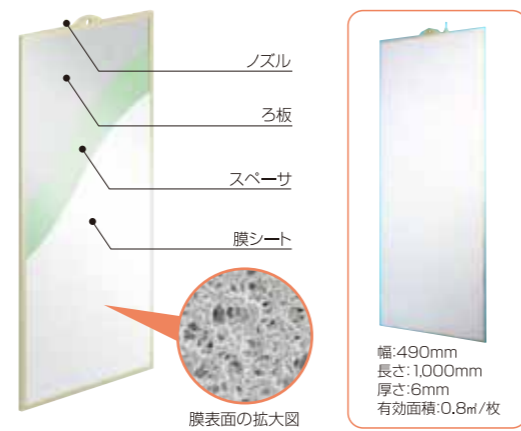 ノズル
ろ板
スペーサ
膜シート
膜表面の拡大図
幅:490mm
長さ:1,000mm
厚さ:6mm
有効面積:0.8㎡/枚